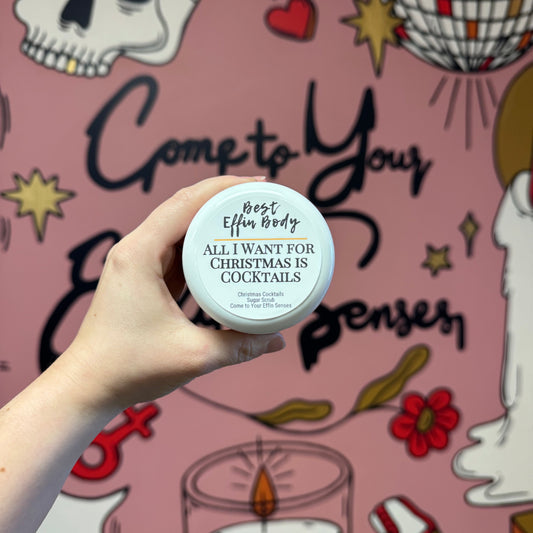 Come to Your
Senses,
Best
Effin Body
All I Want for
Christmas is
COCKtails
Christmas Cocktails
Sugar Scrub
Come to Your Effin Senses